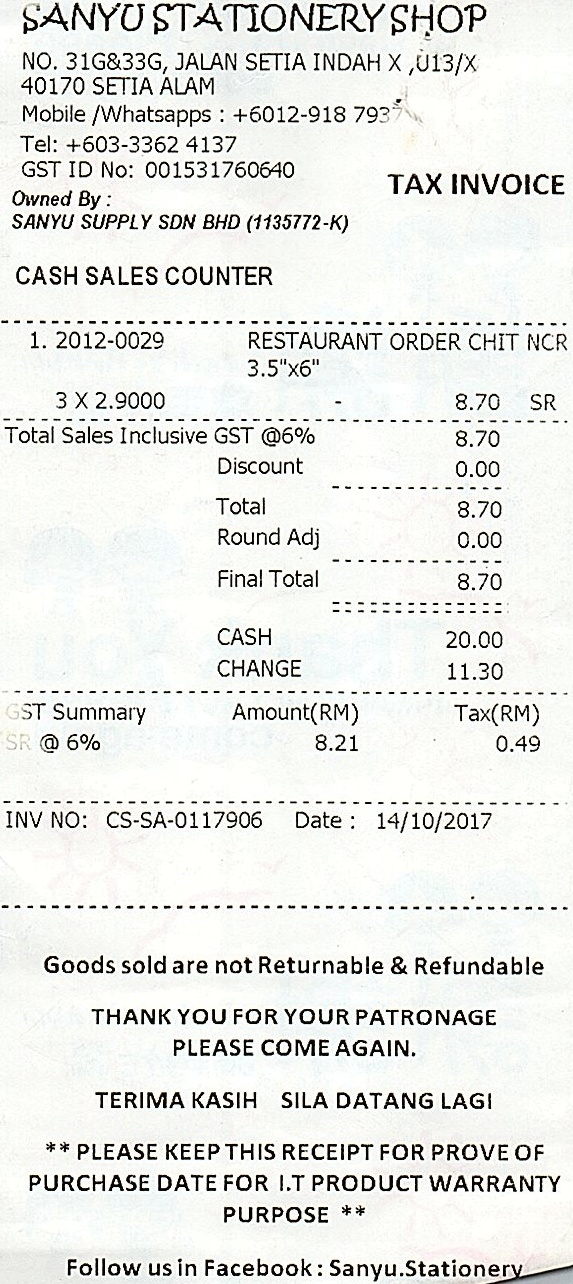 SANYU STATIONERY SHOP
NO. 31G&33G, JALAN SETIA INDAH X ,U13/X
40170 SETIA ALAM
Mobile /Whatsapps : +6012-918 7937
Tel: +603-3362 4137
GST ID No: 001531760640
TAX INVOICE
Owned By :
SANYU SUPPLY SDN BHD (1135772-K)
CASH SALES COUNTER
1. 2012-0029 RESTAURANT ORDER CHIT NCR
3.5"x6"
3 X 2.9000 - 8.70 SR
Total Sales Inclusive GST @6% 8.70
Discount 0.00
Total 8.70
Round Adj 0.00
Final Total 8.70
CASH 20.00
CHANGE 11.30
GST Summary Amount(RM) Tax(RM)
SR @ 6% 8.21 0.49
INV NO: CS-SA-0117906 Date : 14/10/2017
Goods sold are not Returnable & Refundable
THANK YOU FOR YOUR PATRONAGE
PLEASE COME AGAIN.
TERIMA KASIH SILA DATANG LAGI
** PLEASE KEEP THIS RECEIPT FOR PROVE OF
PURCHASE DATE FOR I.T PRODUCT WARRANTY
PURPOSE **
Follow us in Facebook : Sanyu.Stationery